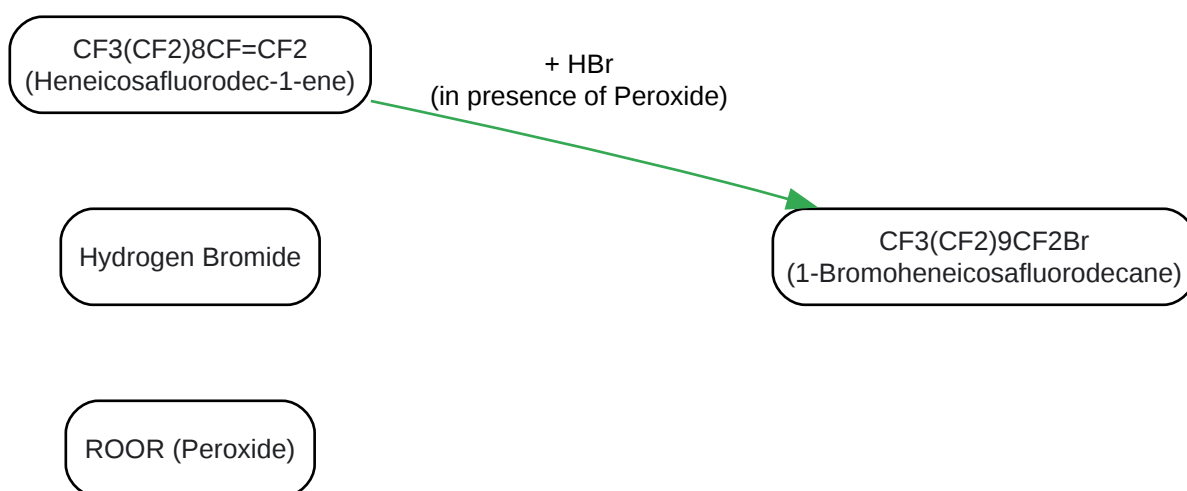 CF3(CF2)8CF=CF2
(Heneicosafluorodec-1-ene)
+ HBr
(in presence of Peroxide)
Hydrogen Bromide
CF3(CF2)9CF2Br
(1-Bromoheneicosafluorodecane)
ROOR (Peroxide)